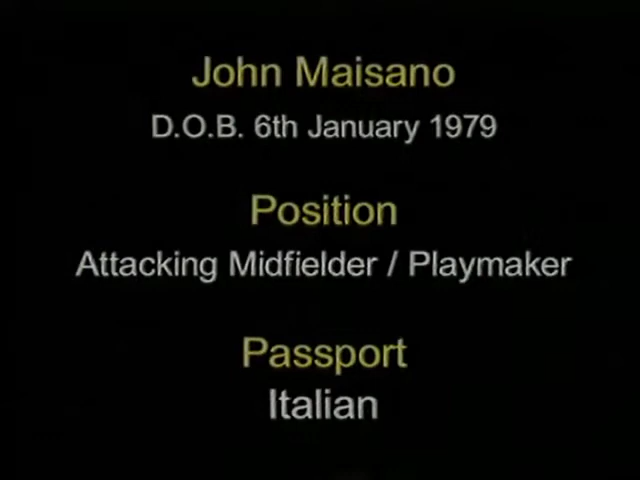 John Maisano
D.O.B. 6th January 1979
Position
Attacking Midfielder / Playmaker
Passport
Italian